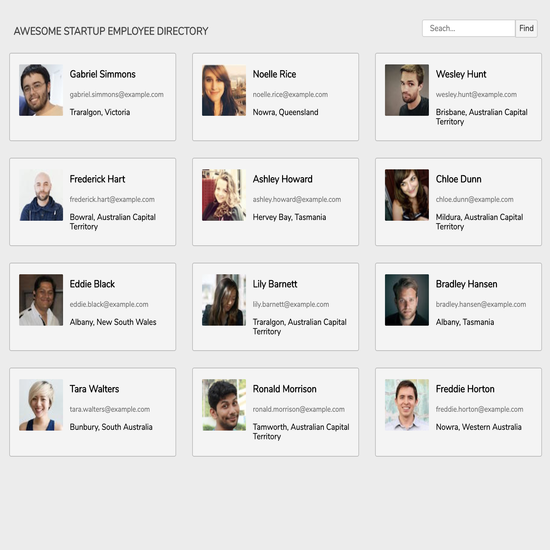 AWESOME STARTUP EMPLOYEE DIRECTORY
Seach...
Find
Gabriel Simmons
gabriel.simmons@example.com
Traralgon, Victoria
Noelle Rice
noelle.rice@example.com
Nowra, Queensland
Wesley Hunt
wesley.hunt@example.com
Brisbane, Australian Capital
Territory
Frederick Hart
frederick.hart@example.com
Bowral, Australian Capital
Territory
Ashley Howard
ashley.howard@example.com
Hervey Bay, Tasmania
Chloe Dunn
chloe.dunn@example.com
Mildura, Australian Capital
Territory
Eddie Black
eddie.black@example.com
Albany, New South Wales
Lily Barnett
lily.barnett@example.com
Traralgon, Australian Capital
Territory
Bradley Hansen
bradley.hansen@example.com
Albany, Tasmania
Tara Walters
tara.walters@example.com
Bunbury, South Australia
Ronald Morrison
ronald.morrison@example.com
Tamworth, Australian Capital
Territory
Freddie Horton
freddie.horton@example.com
Nowra, Western Australia